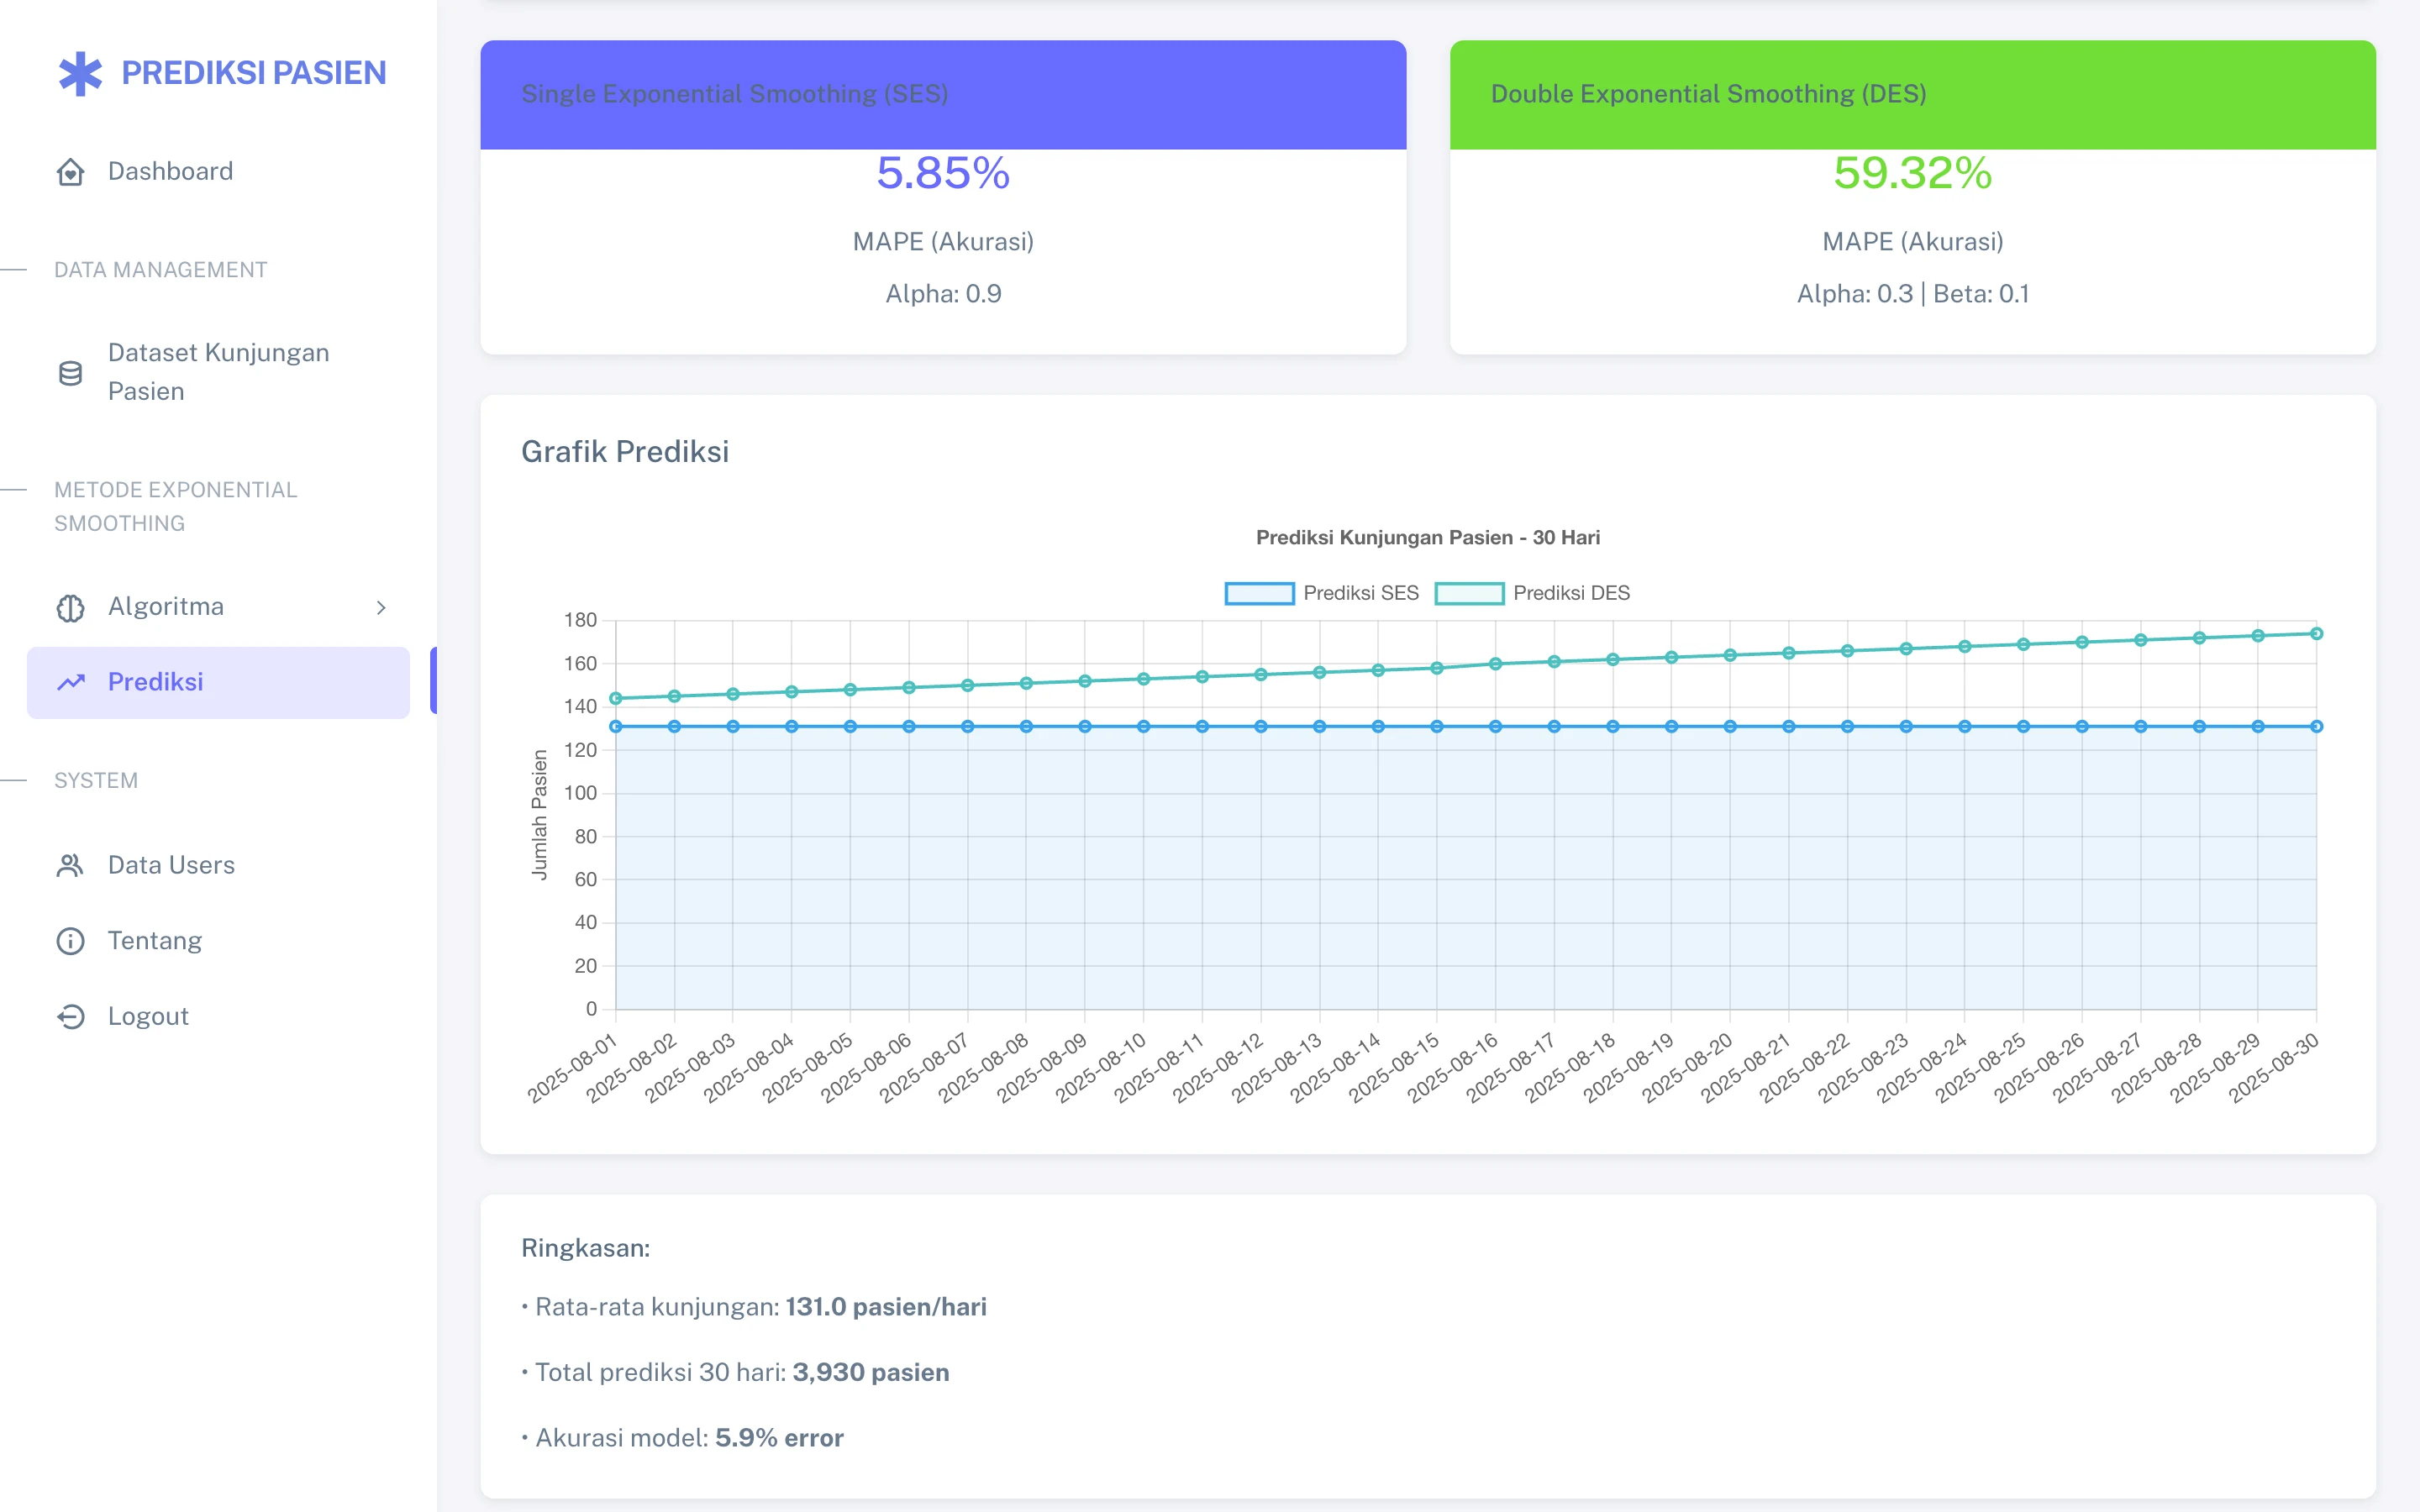 PREDIKSI PASIEN
Dashboard
DATA MANAGEMENT
Dataset Kunjungan
Pasien
METODE EXPONENTIAL
SMOOTHING
Algoritma
Prediksi
SYSTEM
Data Users
Tentang
Logout
Single Exponential Smoothing (SES)
5.85%
MAPE (Akurasi)
Alpha: 0.9
Double Exponential Smoothing (DES)
59.32%
MAPE (Akurasi)
Alpha: 0.3 | Beta: 0.1
Grafik Prediksi
Prediksi Kunjungan Pasien - 30 Hari
Prediksi SES
Prediksi DES
Jumlah Pasien
180
160
140
120
100
80
60
40
20
0
2025-08-01
2025-08-02
2025-08-03
2025-08-04
2025-08-05
2025-08-06
2025-08-07
2025-08-08
2025-08-09
2025-08-10
2025-08-11
2025-08-12
2025-08-13
2025-08-14
2025-08-15
2025-08-16
2025-08-17
2025-08-18
2025-08-19
2025-08-20
2025-08-21
2025-08-22
2025-08-23
2025-08-24
2025-08-25
2025-08-26
2025-08-27
2025-08-28
2025-08-29
2025-08-30
Ringkasan:
• Rata-rata kunjungan: 131.0 pasien/hari
• Total prediksi 30 hari: 3,930 pasien
• Akurasi model: 5.9% error